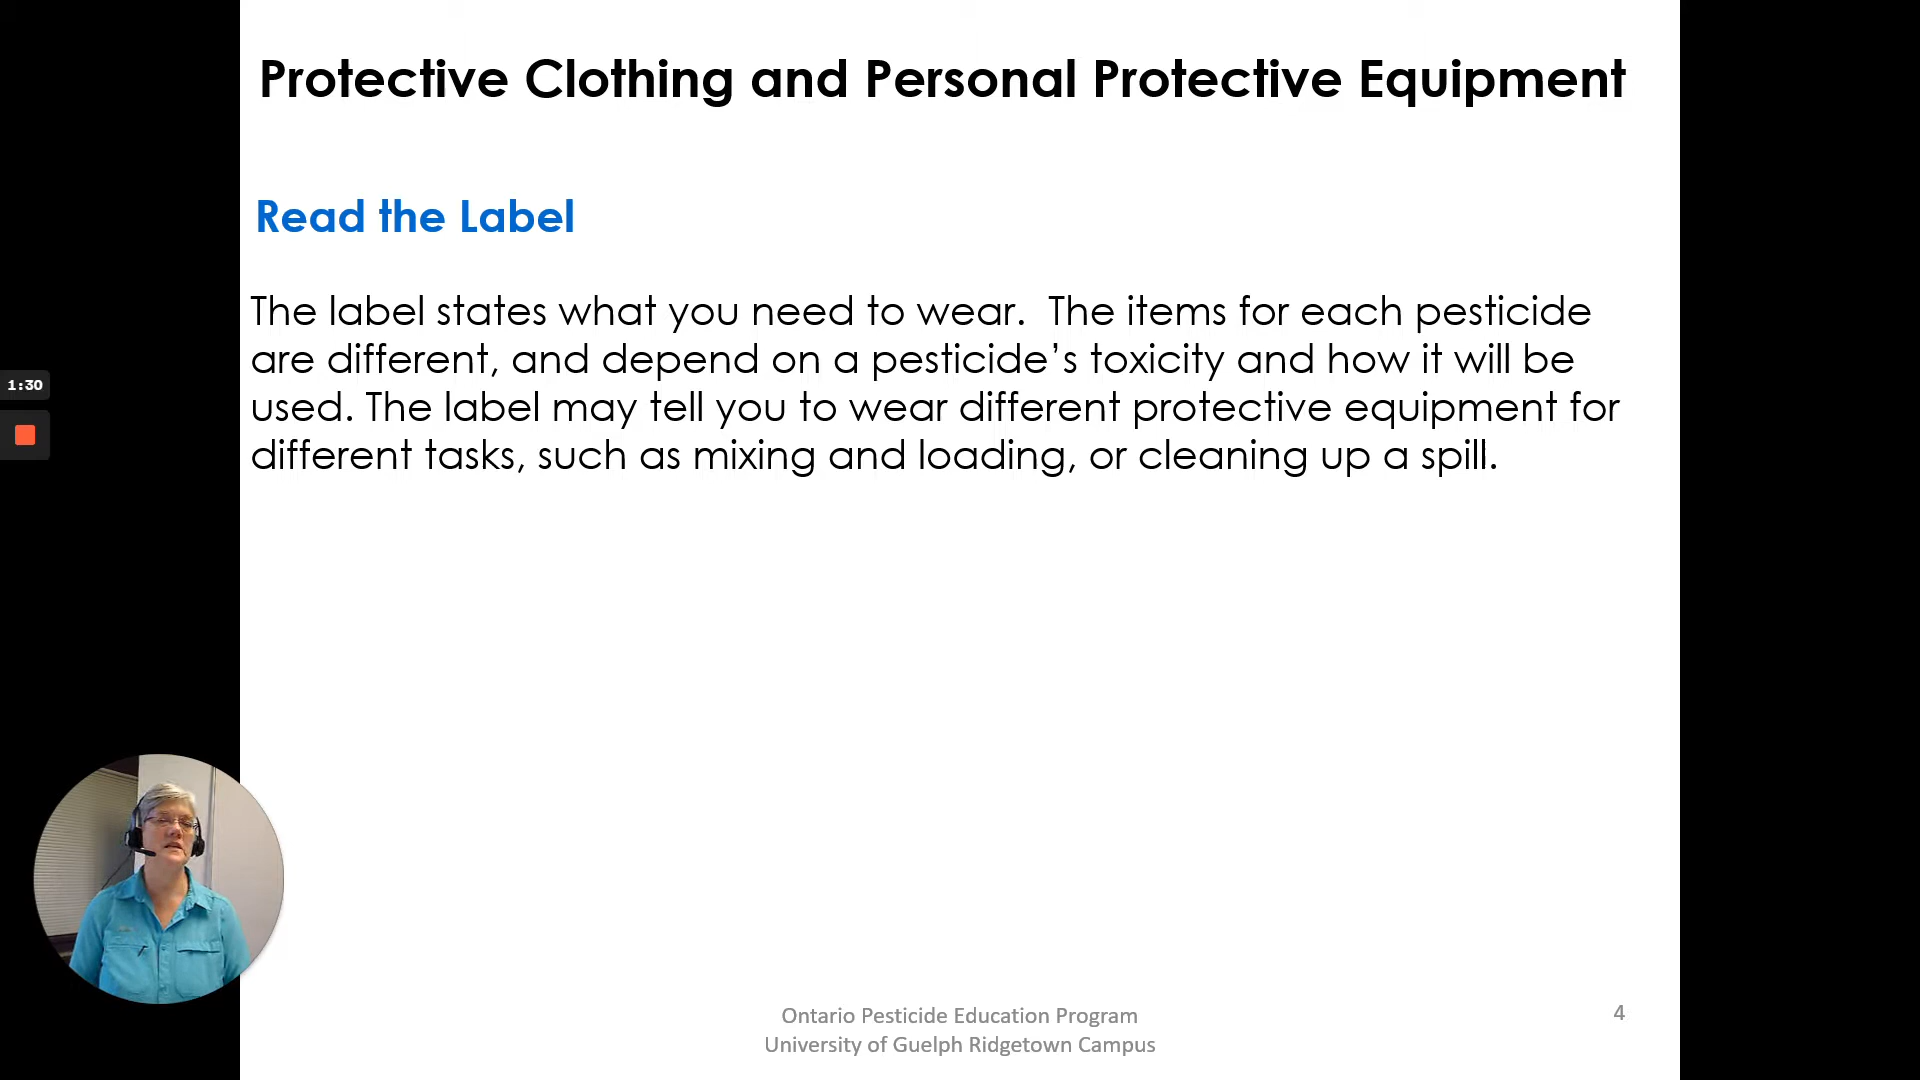 Protective Clothing and Personal Protective Equipment
Read the Label
The label states what you need to wear.  The items for each pesticide
are different, and depend on a pesticide’s toxicity and how it will be
used. The label may tell you to wear different protective equipment for
different tasks, such as mixing and loading, or cleaning up a spill.
1:30
Ontario Pesticide Education Program
University of Guelph Ridgetown Campus
4